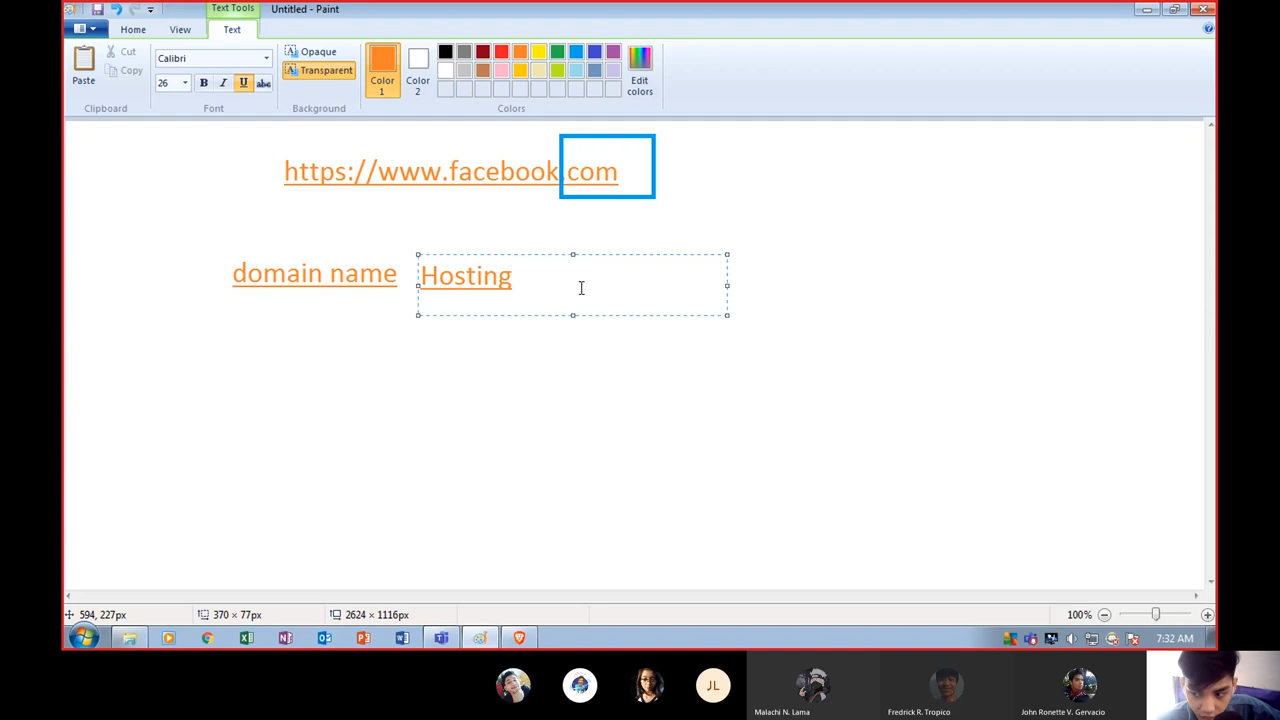 Text Tools
Untitled - Paint
Home
View
Text
Paste
Cut
Copy
Clipboard
Calibri
26
B
I
U
abc
Font
Opaque
Transparent
Background
Color 1
Color 2
Edit colors
Colors
https://www.facebook.com
domain name
Hosting
594, 227px
370 × 77px
2624 × 1116px
100%
7:32 AM
JL
Malachi N. Lama
Fredrick R. Tropico
John Ronette V. Gervacio